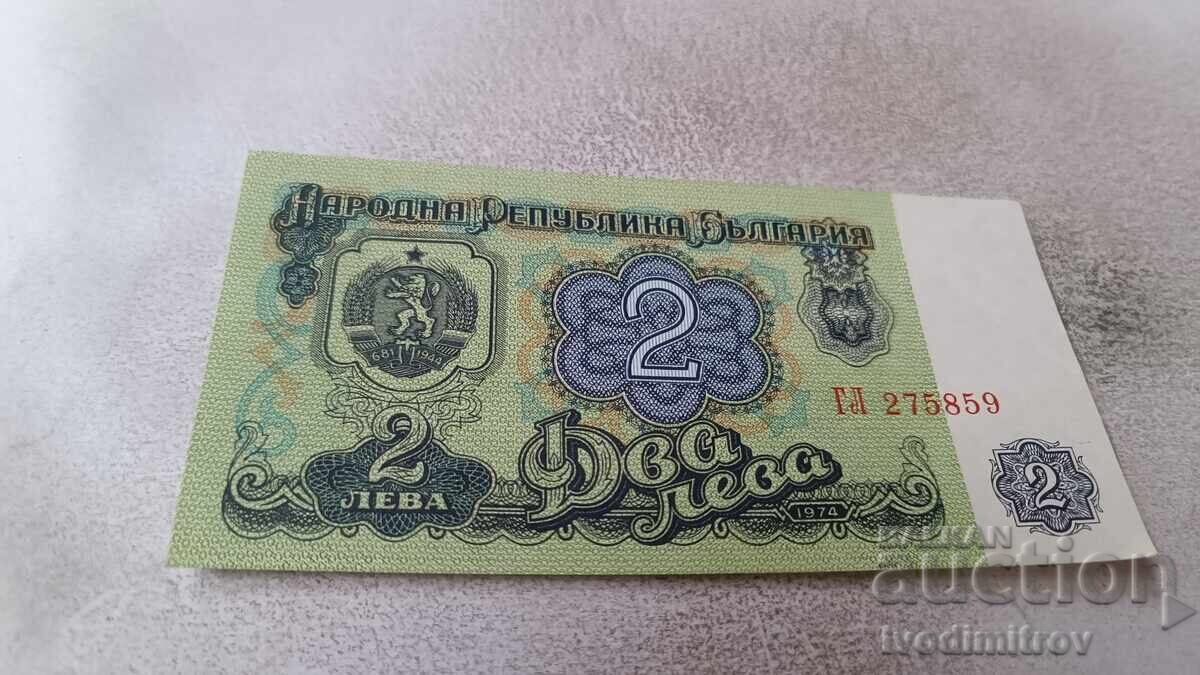 НАРОДНА РЕПУБЛИКА БЪЛГАРИЯ
681 1944
2
ГЛ 275859
2
ЛЕВА
Два
лева
1974
2
BALKAN
auction
ivodimitrov